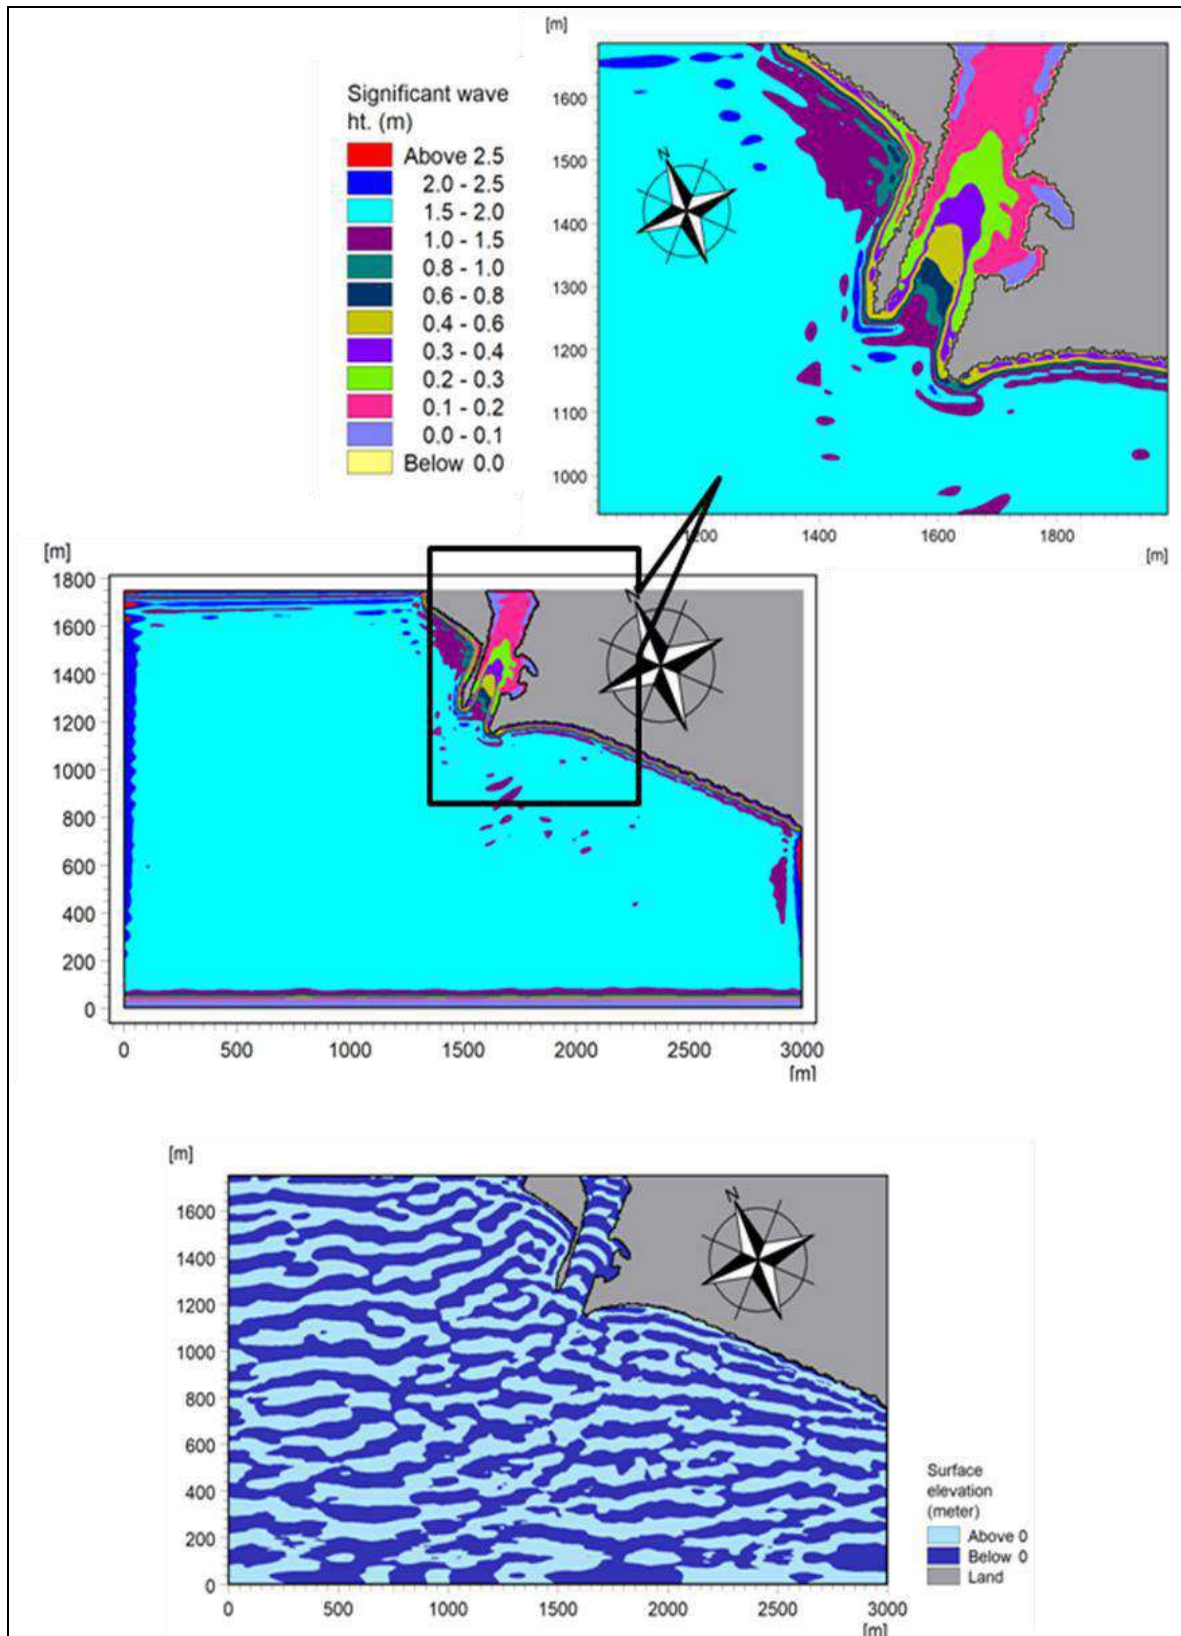 [m]
Significant wave
ht. (m)
Above 2.5
2.0 - 2.5
1.5 - 2.0
1.0 - 1.5
0.8 - 1.0
0.6 - 0.8
0.4 - 0.6
0.3 - 0.4
0.2 - 0.3
0.1 - 0.2
0.0 - 0.1
Below 0.0
1600
1500
1400
1300
1200
1100
1000
N
1200 1400 1600 1800
[m]
[m]
1800
1600
1400
1200
1000
800
600
400
200
0
N
0 500 1000 1500 2000 2500 3000
[m]
[m]
1600
1400
1200
1000
800
600
400
200
0
N
0 500 1000 1500 2000 2500 3000
[m]
Surface
elevation
(meter)
Above 0
Below 0
Land